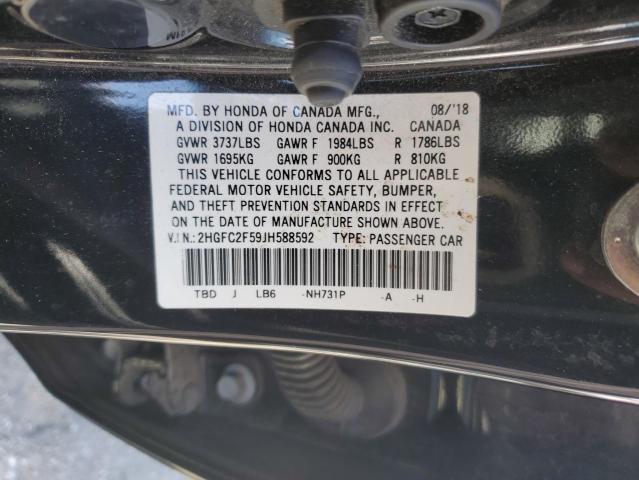 MFD. BY HONDA OF CANADA MFG., 08/'18
A DIVISION OF HONDA CANADA INC. CANADA
GVWR 3737LBS GAWR F 1984LBS R 1786LBS
GVWR 1695KG GAWR F 900KG R 810KG
THIS VEHICLE CONFORMS TO ALL APPLICABLE
FEDERAL MOTOR VEHICLE SAFETY, BUMPER,
AND THEFT PREVENTION STANDARDS IN EFFECT
ON THE DATE OF MANUFACTURE SHOWN ABOVE.
V.I.N.:2HGFC2F59JH588592 TYPE: PASSENGER CAR
TBD J LB6 -NH731P -A -H